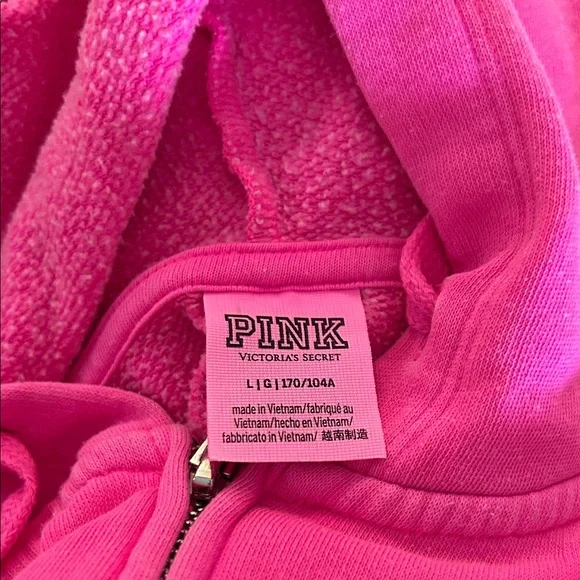 PINK
VICTORIA'S SECRET
L | G | 170/104A
made in Vietnam/fabriqué au
Vietnam/hecho en Vietnam/
fabbricato in Vietnam/ 越南制造